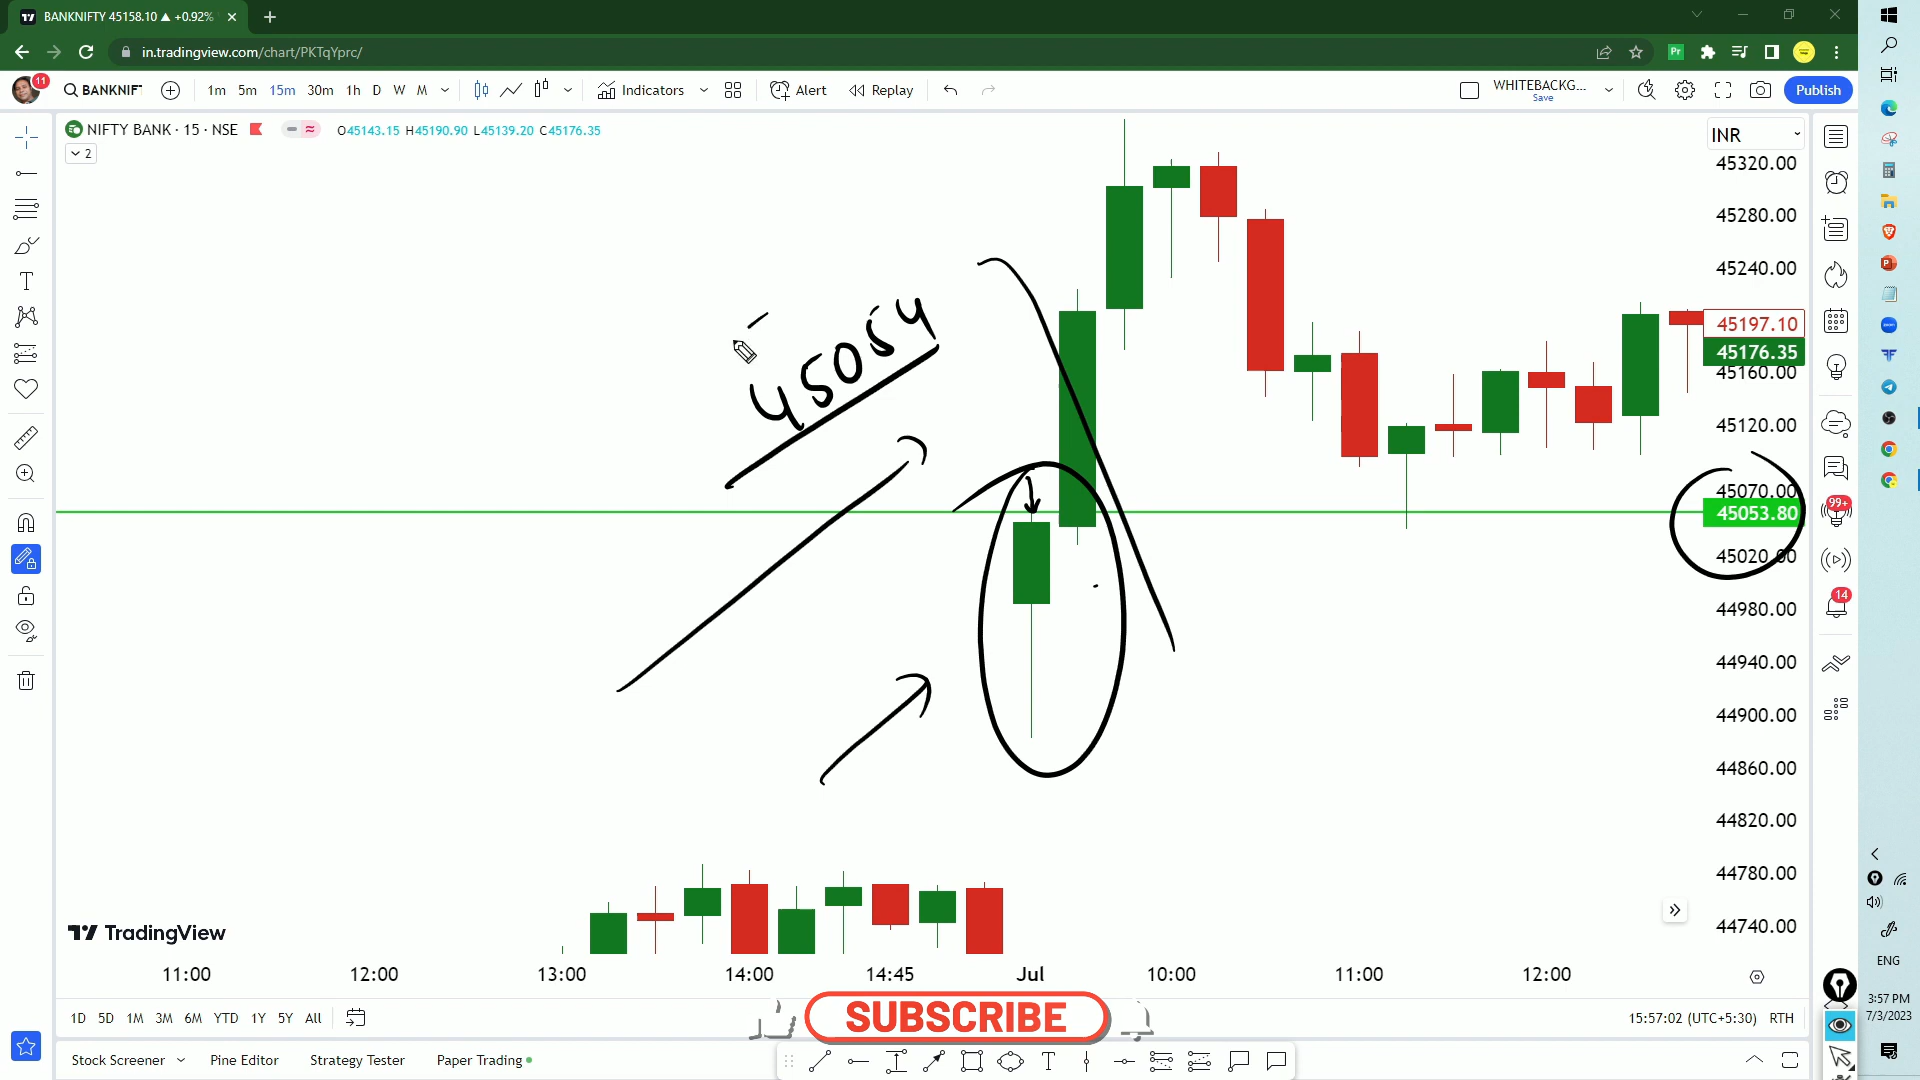 BANKNIFTY 45158.10 ▲ +0.92%
in.tradingview.com/chart/PKTqYprc/
11
BANKNIF
1m 5m 15m 30m 1h D W M
Indicators
Alert
Replay
WHITEBACKG...
Save
Publish
NIFTY BANK · 15 · NSE
O45143.15 H45190.90 L45139.20 C45176.35
2
INR
45320.00
45280.00
45240.00
45197.10
45176.35
45160.00
45120.00
45070.00
45053.80
45020.00
44980.00
44940.00
44900.00
44860.00
44820.00
44780.00
44740.00
45054
99+
14
TradingView
11:00 12:00 13:00 14:00 14:45 Jul 10:00 11:00 12:00
1D 5D 1M 3M 6M YTD 1Y 5Y All
SUBSCRIBE
15:57:02 (UTC+5:30) RTH
Stock Screener Pine Editor Strategy Tester Paper Trading
ENG
3:57 PM
7/3/2023